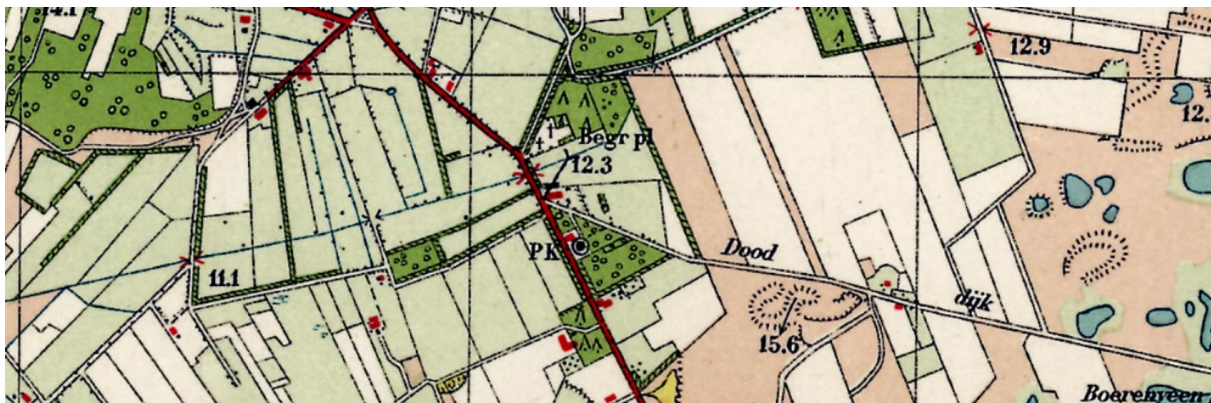 14.1
12.9
12.
Begr pl
12.3
PK
Dood
11.1
dijk
15.6
Boerenveen